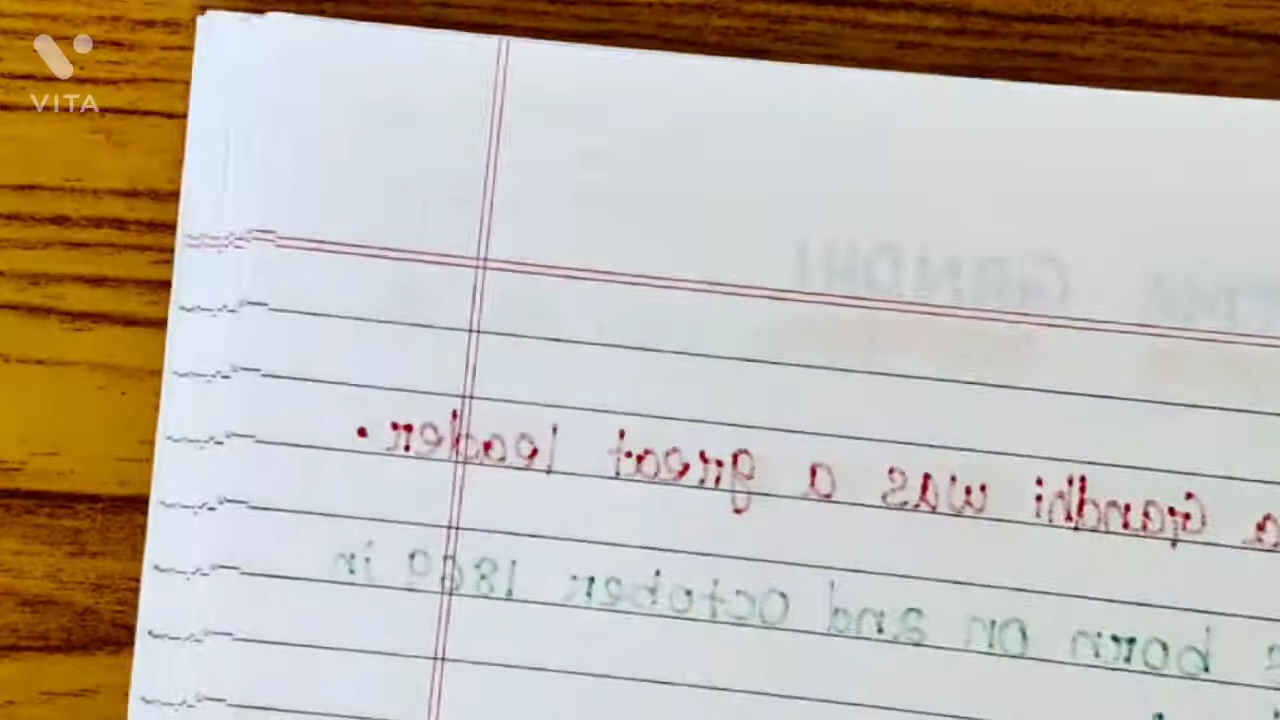 VITA
GANDHI
a Gandhi was a great leader.
born on 2nd October 1869 in